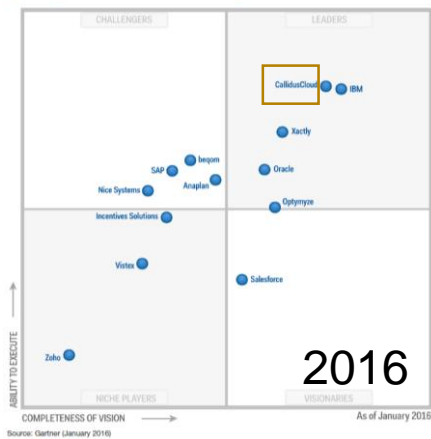 CHALLENGERS
LEADERS
CallidusCloud
IBM
Xactly
beqom
SAP
Oracle
Anaplan
Nice Systems
Optymyze
Incentives Solutions
Vistex
Salesforce
Zoho
2016
NICHE PLAYERS
VISIONARIES
ABILITY TO EXECUTE
COMPLETENESS OF VISION
As of January 2016
Source: Gartner (January 2016)